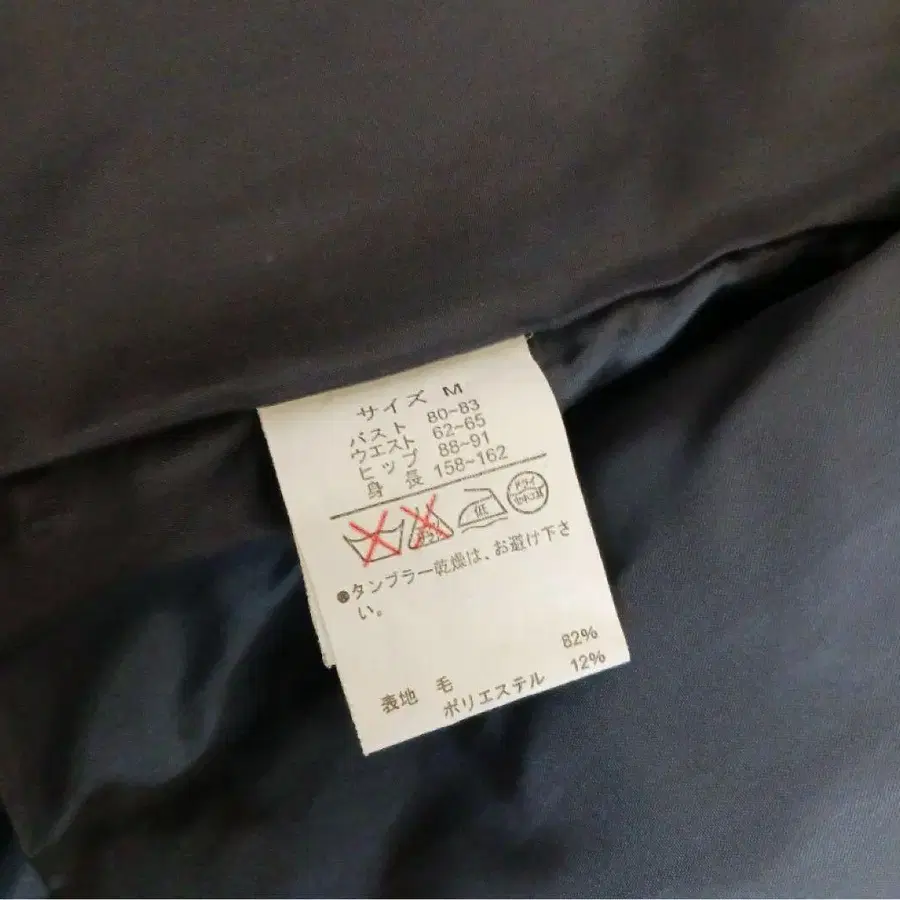 サイズ M
バスト 80~83
ウエスト 62~65
ヒップ 88~91
身長 158~162
低 ドライ
●タンブラー乾燥は、お避け下さ
い。
表地 毛 82%
ポリエステル 12%